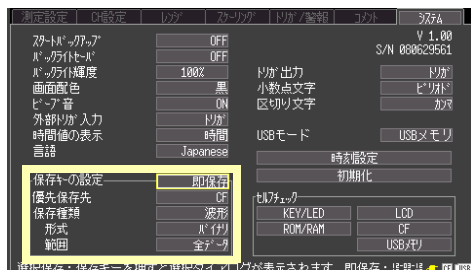 測定設定 CH設定 レンジ スケーリング トリガ/警報 コメント システム
V 1.00
S/N 080629561
スタートバックアップ OFF
バックライトセーバ OFF
バックライト輝度 100%
画面配色 黒
ビープ音 ON
外部トリガ入力 トリガ
時間値の表示 時間
言語 Japanese
トリガ出力 トリガ
小数点文字 ピリオド
区切り文字 カンマ
USBモード USBメモリ
時刻設定
初期化
保存キーの設定 即保存
優先保存先 CF
保存種類 波形
形式 バイナリ
範囲 全データ
セルフチェック
KEY/LED LCD
ROM/RAM CF
USBメモリ
選択保存・保存キーを押すと選択ダイアログが表示されます。即保存・